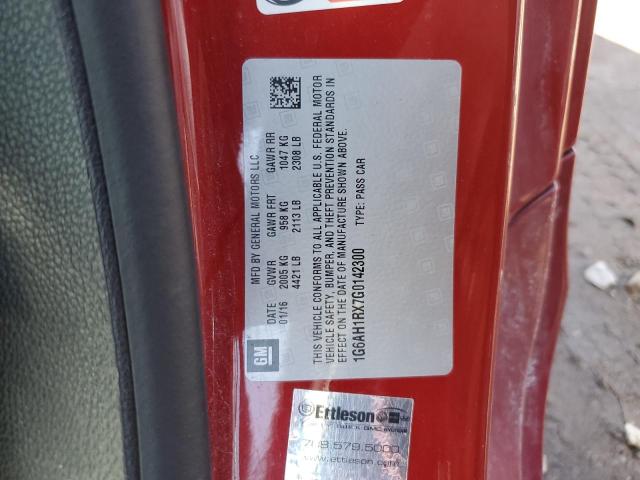 MFD BY GENERAL MOTORS LLC
DATE GVWR GAWR FRT GAWR RR
01/16 2005 KG 958 KG 1047 KG
4421 LB 2113 LB 2308 LB
THIS VEHICLE CONFORMS TO ALL APPLICABLE U.S. FEDERAL MOTOR
VEHICLE SAFETY, BUMPER, AND THEFT PREVENTION STANDARDS IN
EFFECT ON THE DATE OF MANUFACTURE SHOWN ABOVE.
1G6AH1RX7G0142300 TYPE: PASS CAR
GM
Ettleson
GMC
708.579.5000
www.ettleson.com